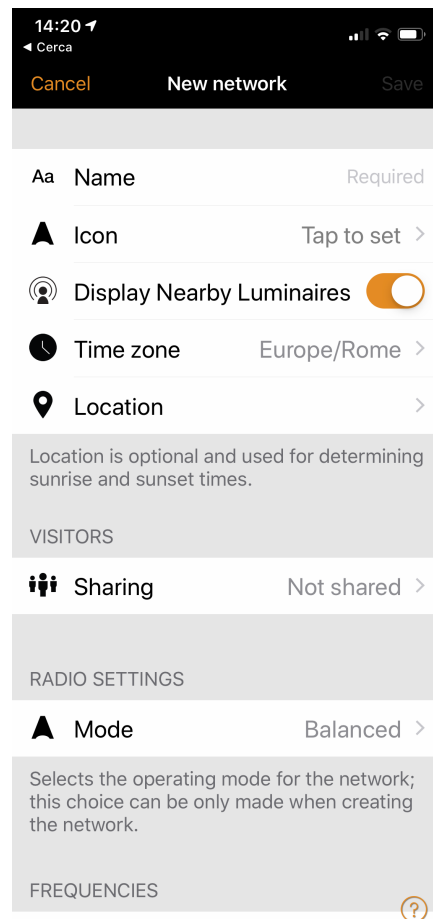 14:20
Cerca
Cancel New network Save
Aa Name Required
Icon Tap to set
Display Nearby Luminaires
Time zone Europe/Rome
Location
Location is optional and used for determining
sunrise and sunset times.
VISITORS
Sharing Not shared
RADIO SETTINGS
Mode Balanced
Selects the operating mode for the network;
this choice can be only made when creating
the network.
FREQUENCIES
?